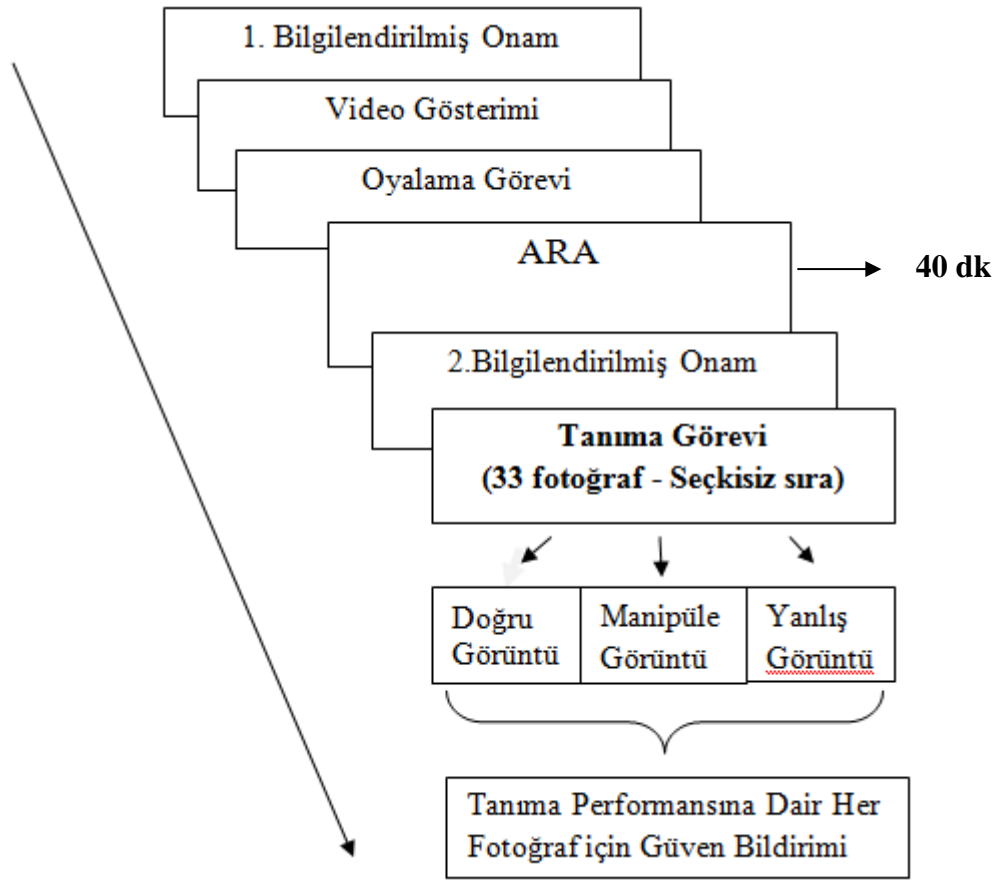 1. Bilgilendirilmiş Onam
Video Gösterimi
Oyalama Görevi
ARA
40 dk
2.Bilgilendirilmiş Onam
Tanıma Görevi
(33 fotoğraf - Seçkisiz sıra)
Doğru
Görüntü
Manipüle
Görüntü
Yanlış
Görüntü
Tanıma Performansına Dair Her
Fotoğraf için Güven Bildirimi